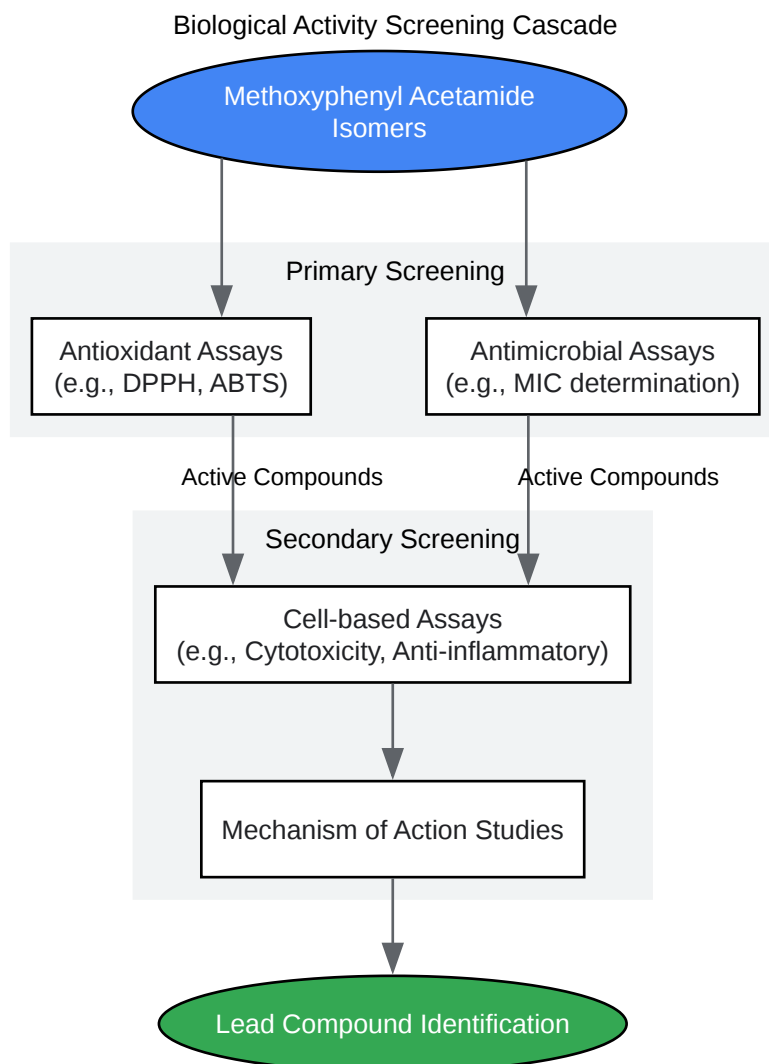 Biological Activity Screening Cascade
Methoxyphenyl Acetamide
Isomers
Primary Screening
Antioxidant Assays
(e.g., DPPH, ABTS)
Antimicrobial Assays
(e.g., MIC determination)
Active Compounds
Active Compounds
Secondary Screening
Cell-based Assays
(e.g., Cytotoxicity, Anti-inflammatory)
Mechanism of Action Studies
Lead Compound Identification